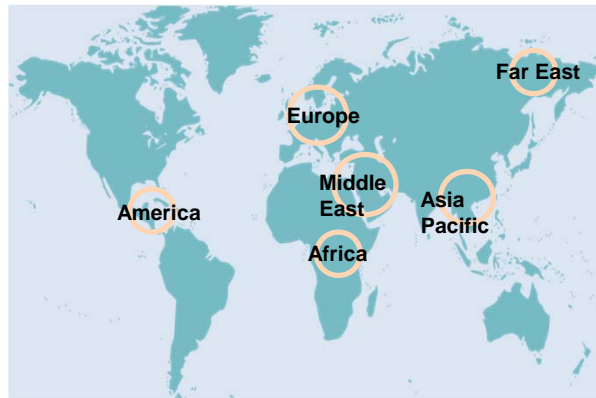 Far East
Europe
Middle
East
Asia
Pacific
America
Africa